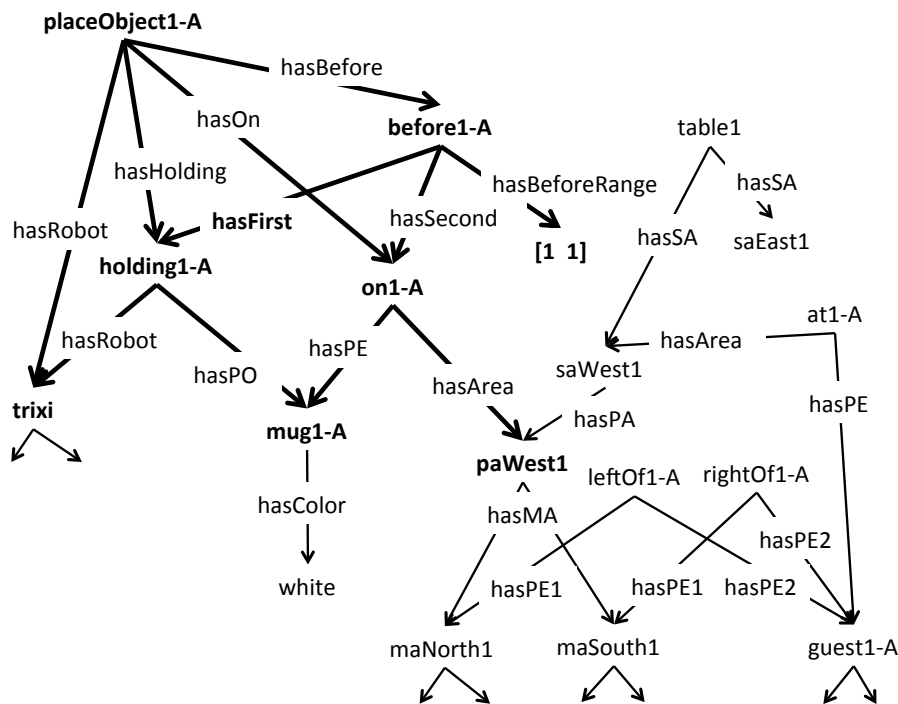 placeObject1-A
hasBefore
hasOn
before1-A
table1
hasHolding
hasBeforeRange
hasSA
hasRobot
hasFirst
hasSecond
hasSA
saEast1
holding1-A
[1 1]
on1-A
at1-A
hasRobot
hasPE
hasArea
saWest1
hasPO
hasArea
hasPE
trixi
hasPA
mug1-A
paWest1
leftOf1-A
rightOf1-A
hasColor
hasMA
hasPE2
white
hasPE1
hasPE1
hasPE2
maNorth1
maSouth1
guest1-A